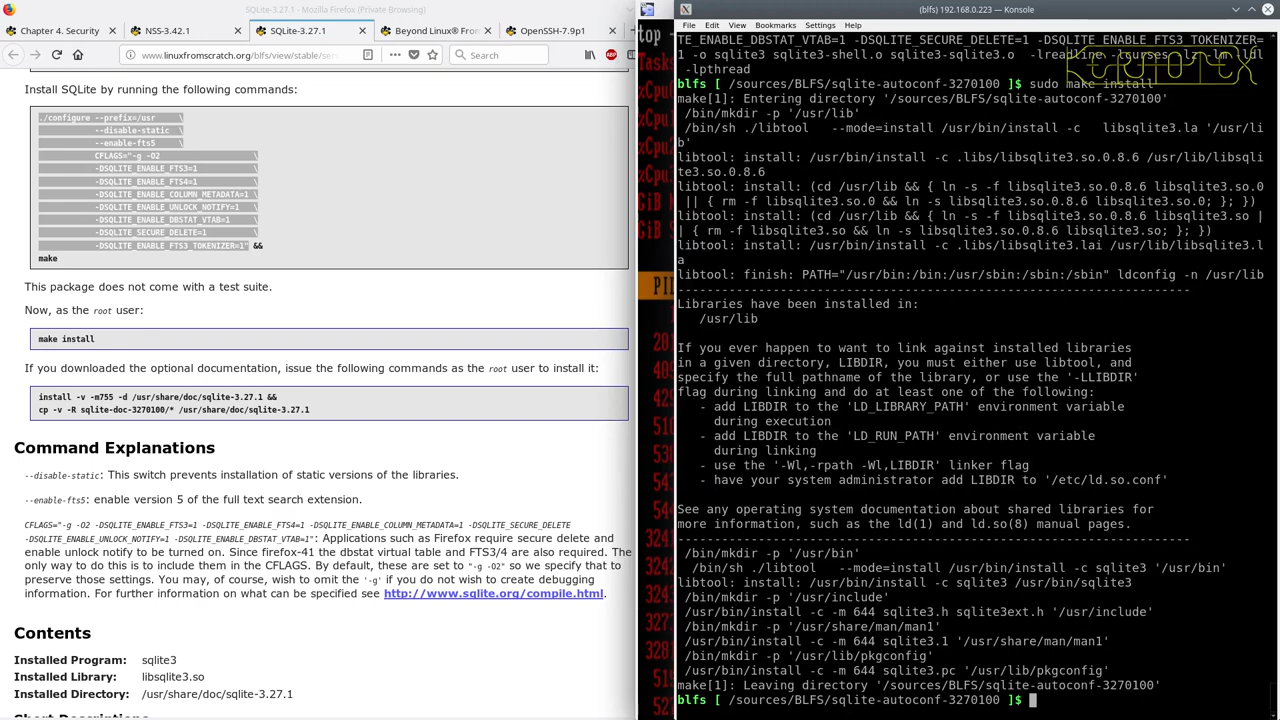 SQLite-3.27.1 - Mozilla Firefox (Private Browsing)
Chapter 4. Security
NSS-3.42.1
SQLite-3.27.1
Beyond Linux® From
OpenSSH-7.9p1
www.linuxfromscratch.org/blfs/view/stable/ser
Search
Install SQLite by running the following commands:
./configure --prefix=/usr \
--disable-static \
--enable-fts5 \
CFLAGS="-g -O2 \
-DSQLITE_ENABLE_FTS3=1 \
-DSQLITE_ENABLE_FTS4=1 \
-DSQLITE_ENABLE_COLUMN_METADATA=1 \
-DSQLITE_ENABLE_UNLOCK_NOTIFY=1 \
-DSQLITE_ENABLE_DBSTAT_VTAB=1 \
-DSQLITE_SECURE_DELETE=1 \
-DSQLITE_ENABLE_FTS3_TOKENIZER=1" &&
make
This package does not come with a test suite.
Now, as the root user:
make install
If you downloaded the optional documentation, issue the following commands as the root user to install it:
install -v -m755 -d /usr/share/doc/sqlite-3.27.1 &&
cp -v -R sqlite-doc-3270100/* /usr/share/doc/sqlite-3.27.1
Command Explanations
--disable-static: This switch prevents installation of static versions of the libraries.
--enable-fts5: enable version 5 of the full text search extension.
CFLAGS="-g -O2 -DSQLITE_ENABLE_FTS3=1 -DSQLITE_ENABLE_FTS4=1 -DSQLITE_ENABLE_COLUMN_METADATA=1 -DSQLITE_SECURE_DELETE
-DSQLITE_ENABLE_UNLOCK_NOTIFY=1 -DSQLITE_ENABLE_DBSTAT_VTAB=1": Applications such as Firefox require secure delete and
enable unlock notify to be turned on. Since firefox-41 the dbstat virtual table and FTS3/4 are also required. The
only way to do this is to include them in the CFLAGS. By default, these are set to "-g -O2" so we specify that to
preserve those settings. You may, of course, wish to omit the '-g' if you do not wish to create debugging
information. For further information on what can be specified see http://www.sqlite.org/compile.html.
Contents
Installed Program: sqlite3
Installed Library: libsqlite3.so
Installed Directory: /usr/share/doc/sqlite-3.27.1
top -
Tasks
%Cpu
%Cpu
%Cpu
%Cpu
GiB
GiB S
PI
(blfs) 192.168.0.223 — Konsole
File Edit View Bookmarks Settings Help
TE_ENABLE_DBSTAT_VTAB=1 -DSQLITE_SECURE_DELETE=1 -DSQLITE_ENABLE_FTS3_TOKENIZER=
1 -o sqlite3 sqlite3-shell.o sqlite3-sqlite3.o -lreadline -lcurses -lz -lm -ldl
-lpthread
blfs [ /sources/BLFS/sqlite-autoconf-3270100 ]$ sudo make install
make[1]: Entering directory '/sources/BLFS/sqlite-autoconf-3270100'
/bin/mkdir -p '/usr/lib'
/bin/sh ./libtool --mode=install /usr/bin/install -c libsqlite3.la '/usr/li
b'
libtool: install: /usr/bin/install -c .libs/libsqlite3.so.0.8.6 /usr/lib/libsqli
te3.so.0.8.6
libtool: install: (cd /usr/lib && { ln -s -f libsqlite3.so.0.8.6 libsqlite3.so.0
|| { rm -f libsqlite3.so.0 && ln -s libsqlite3.so.0.8.6 libsqlite3.so.0; }; })
libtool: install: (cd /usr/lib && { ln -s -f libsqlite3.so.0.8.6 libsqlite3.so |
| { rm -f libsqlite3.so && ln -s libsqlite3.so.0.8.6 libsqlite3.so; }; })
libtool: install: /usr/bin/install -c .libs/libsqlite3.lai /usr/lib/libsqlite3.l
a
libtool: finish: PATH="/usr/bin:/bin:/usr/sbin:/sbin:/sbin" ldconfig -n /usr/lib
----------------------------------------------------------------------
Libraries have been installed in:
/usr/lib
If you ever happen to want to link against installed libraries
in a given directory, LIBDIR, you must either use libtool, and
specify the full pathname of the library, or use the '-LLIBDIR'
flag during linking and do at least one of the following:
- add LIBDIR to the 'LD_LIBRARY_PATH' environment variable
during execution
- add LIBDIR to the 'LD_RUN_PATH' environment variable
during linking
- use the '-Wl,-rpath -Wl,LIBDIR' linker flag
- have your system administrator add LIBDIR to '/etc/ld.so.conf'
See any operating system documentation about shared libraries for
more information, such as the ld(1) and ld.so(8) manual pages.
----------------------------------------------------------------------
/bin/mkdir -p '/usr/bin'
/bin/sh ./libtool --mode=install /usr/bin/install -c sqlite3 '/usr/bin'
libtool: install: /usr/bin/install -c sqlite3 /usr/bin/sqlite3
/bin/mkdir -p '/usr/include'
/usr/bin/install -c -m 644 sqlite3.h sqlite3ext.h '/usr/include'
/bin/mkdir -p '/usr/share/man/man1'
/usr/bin/install -c -m 644 sqlite3.1 '/usr/share/man/man1'
/bin/mkdir -p '/usr/lib/pkgconfig'
/usr/bin/install -c -m 644 sqlite3.pc '/usr/lib/pkgconfig'
make[1]: Leaving directory '/sources/BLFS/sqlite-autoconf-3270100'
blfs [ /sources/BLFS/sqlite-autoconf-3270100 ]$